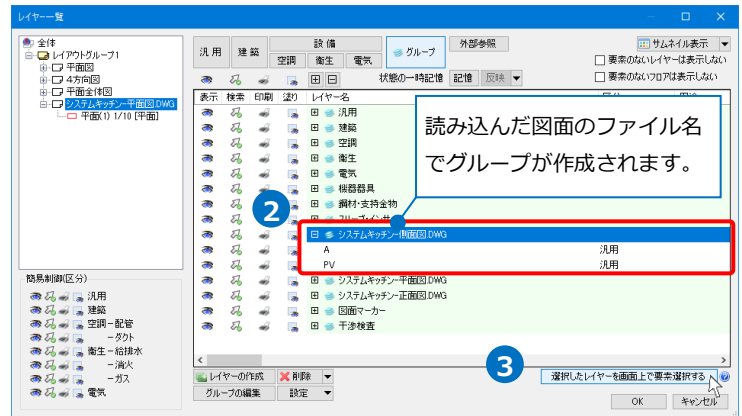 レイヤー一覧
全体
レイアウトグループ1
平面図
4方向図
平面全体図
システムキッチン-平面図.DWG
平面(1) 1/10 [平面]
簡易制御(区分)
汎用
建築
空調－配管
－ダクト
衛生－給排水
－消火
－ガス
電気
汎用 建築 設備 グループ 外部参照
空調 衛生 電気
サムネイル表示
要素のないレイヤーは表示しない
要素のないフロアは表示しない
状態の一時記憶 記憶 反映
表示 検索 印刷 塗り レイヤー名
汎用
建築
空調
衛生
電気
機器器具
鋼材・支持金物
システムキッチン-側面図.DWG
A 汎用
PV 汎用
システムキッチン-平面図.DWG
システムキッチン-正面図.DWG
図面マーカー
干渉検査
読み込んだ図面のファイル名
でグループが作成されます。
2
3
レイヤーの作成 削除
グループの編集 設定
選択したレイヤーを画面上で要素選択する
OK キャンセル